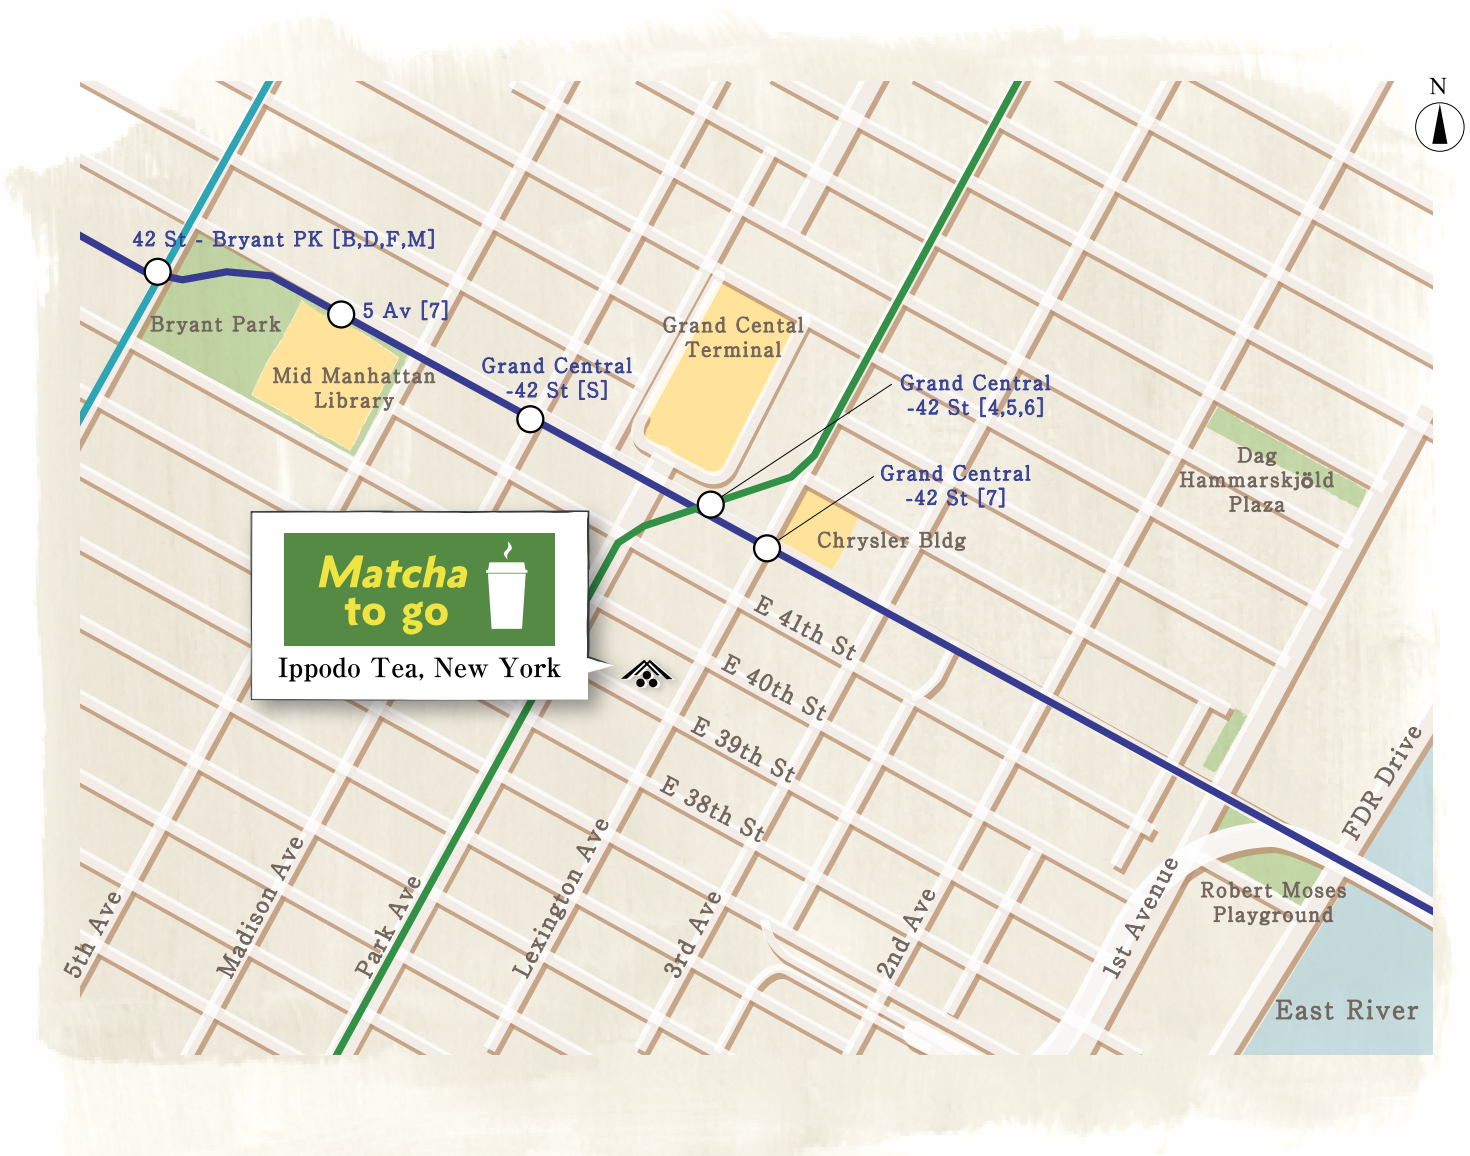 N
42 St - Bryant PK [B,D,F,M]
5 Av [7]
Bryant Park
Grand Cental
Terminal
Grand Central
-42 St [S]
Mid Manhattan
Library
Grand Central
-42 St [4,5,6]
Grand Central
-42 St [7]
Dag
Hammarskjöld
Plaza
Chrysler Bldg
Matcha
to go
Ippodo Tea, New York
E 41th St
E 40th St
E 39th St
E 38th St
FDR Drive
5th Ave
Madison Ave
Park Ave
Lexington Ave
3rd Ave
2nd Ave
1st Avenue
Robert Moses
Playground
East River